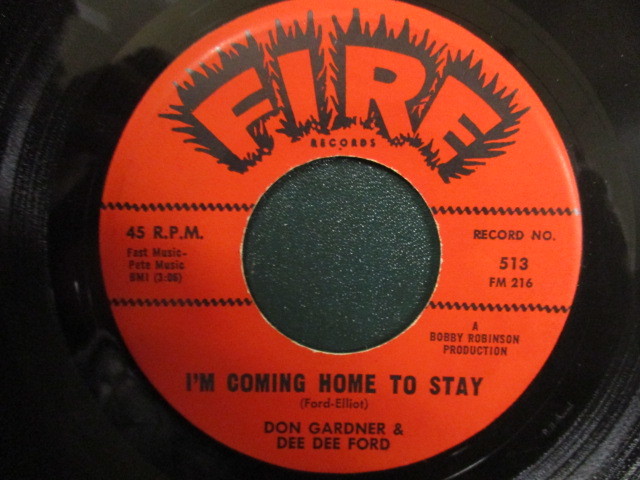 FIRE
RECORDS
45 R.P.M.
Fast Music-
Pete Music
BMI (2:06)
RECORD NO.
513
FM 216
A
BOBBY ROBINSON
PRODUCTION
I'M COMING HOME TO STAY
(Ford-Elliot)
DON GARDNER &
DEE DEE FORD